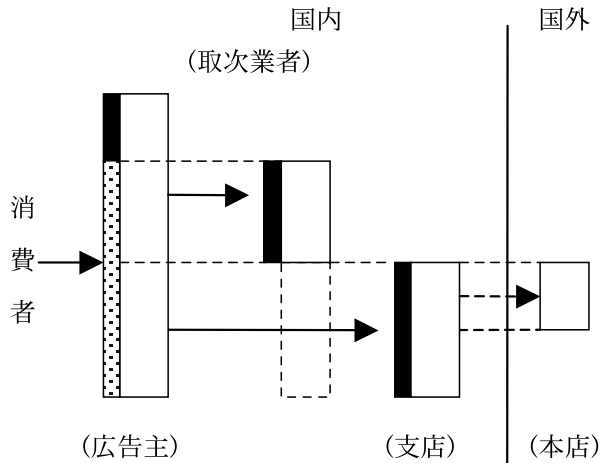 国内
国外
（取次業者）
消費者
（広告主）
（支店）
（本店）